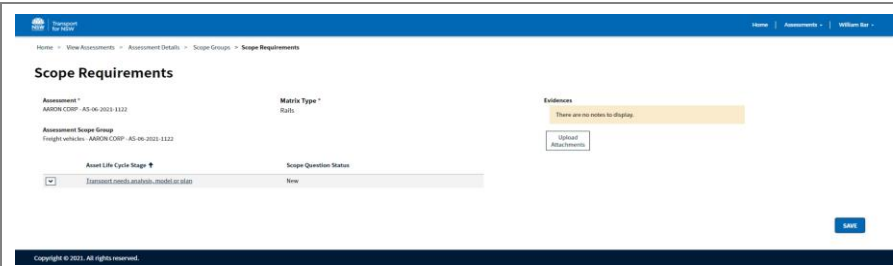 NSW
Transport
for NSW
Home | Assessments | William Bar
Home > View Assessments > Assessment Details > Scope Groups > Scope Requirements
Scope Requirements
Assessment *
AARON CORP - AS-06-2021-1122
Matrix Type *
Rails
Evidences
There are no notes to display.
Assessment Scope Group
Freight vehicles - AARON CORP - AS-06-2021-1122
Upload
Attachments
Asset Life Cycle Stage ↑ Scope Question Status
Transport needs analysis, model or plan New
SAVE
Copyright © 2021. All rights reserved.